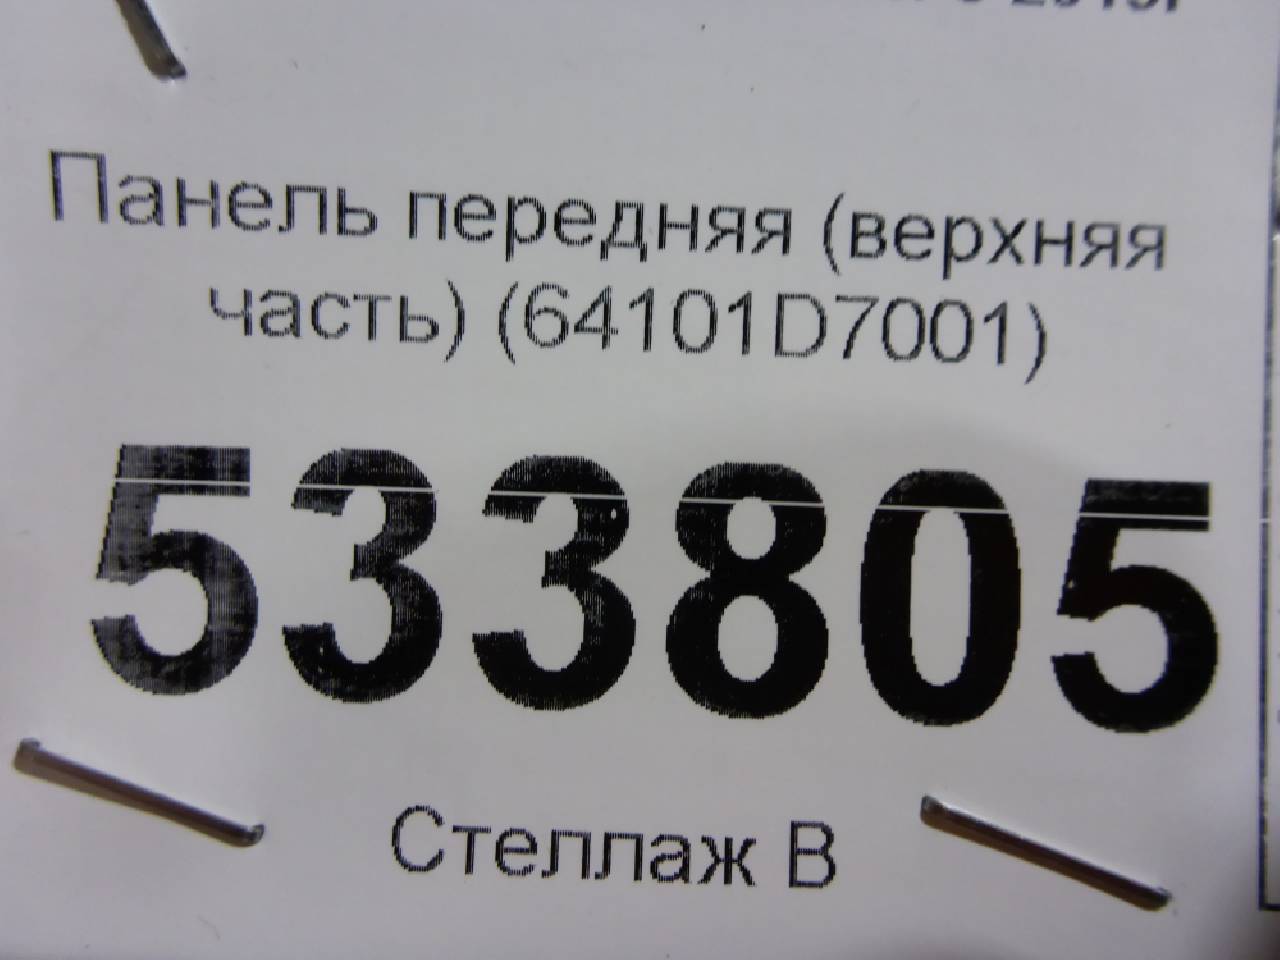 Панель передняя (верхняя
часть) (64101D7001)
533805
Стеллаж В